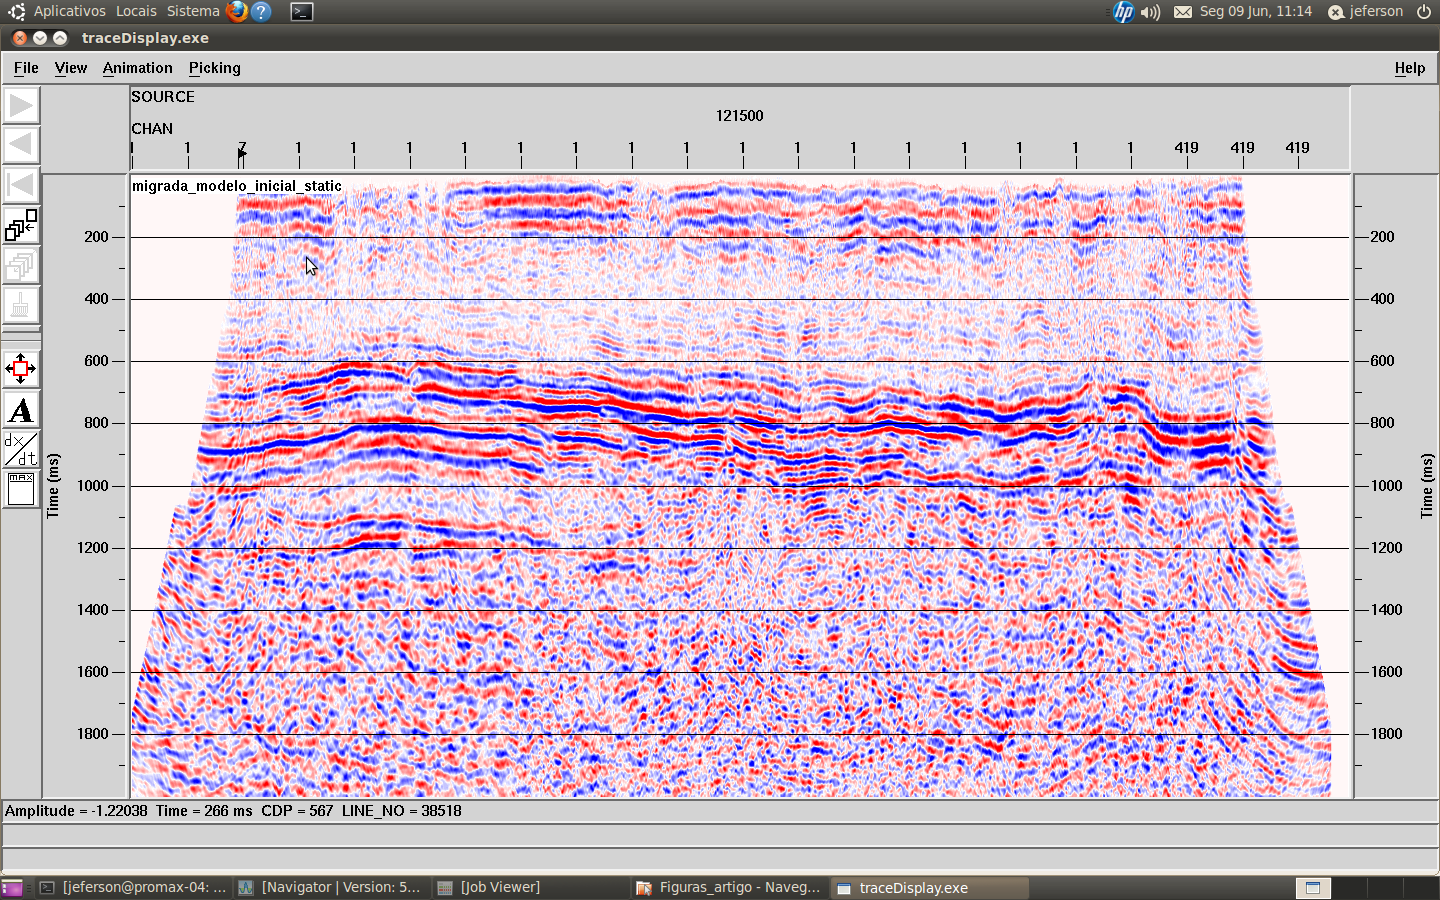 Aplicativos Locais Sistema
Seg 09 Jun, 11:14 jeferson
traceDisplay.exe
File View Animation Picking Help
SOURCE
121500
CHAN
1 1 7 1 1 1 1 1 1 1 1 1 1 1 1 1 1 1 1 419 419 419
migrada_modelo_inicial_static
200 200
400 400
600 600
800 800
1000 1000
1200 1200
1400 1400
1600 1600
1800 1800
Time (ms)
Time (ms)
A
dx/dt
MAX
hp
Amplitude = -1.22038 Time = 266 ms CDP = 567 LINE_NO = 38518
[jeferson@promax-04: ... [Navigator | Version: 5... [Job Viewer] Figuras_artigo - Naveg... traceDisplay.exe